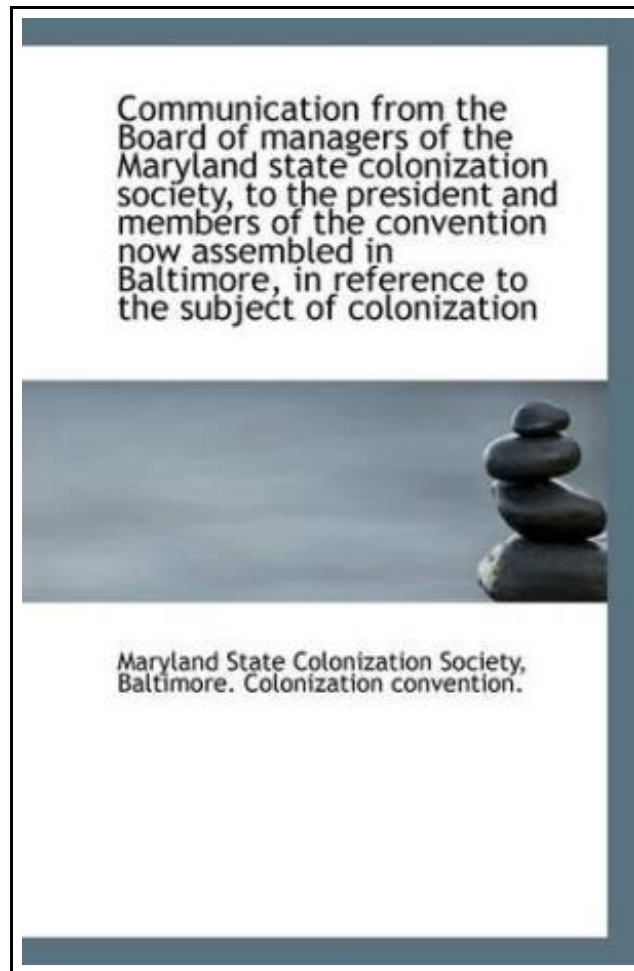 Communication from the
Board of managers of the
Maryland state colonization
society, to the president and
members of the convention
now assembled in
Baltimore, in reference to
the subject of colonization
Maryland State Colonization Society,
Baltimore. Colonization convention.